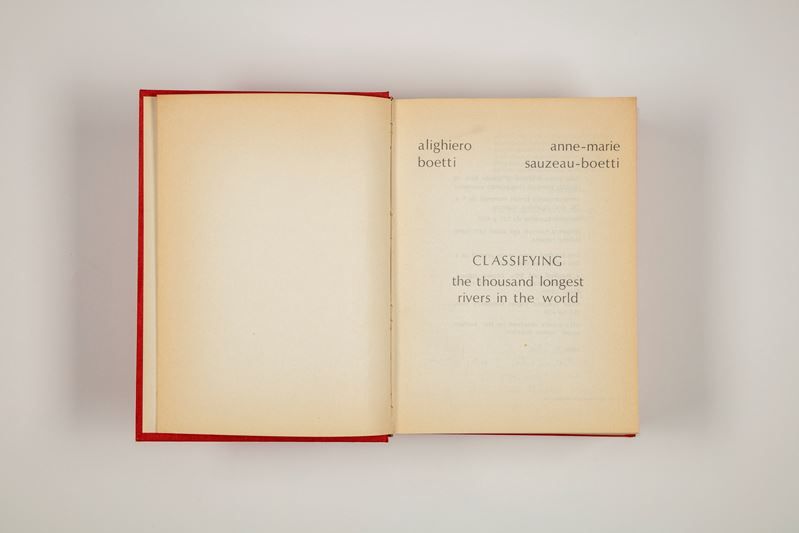 alighiero anne-marie
boetti sauzeau-boetti
CLASSIFYING
the thousand longest
rivers in the world